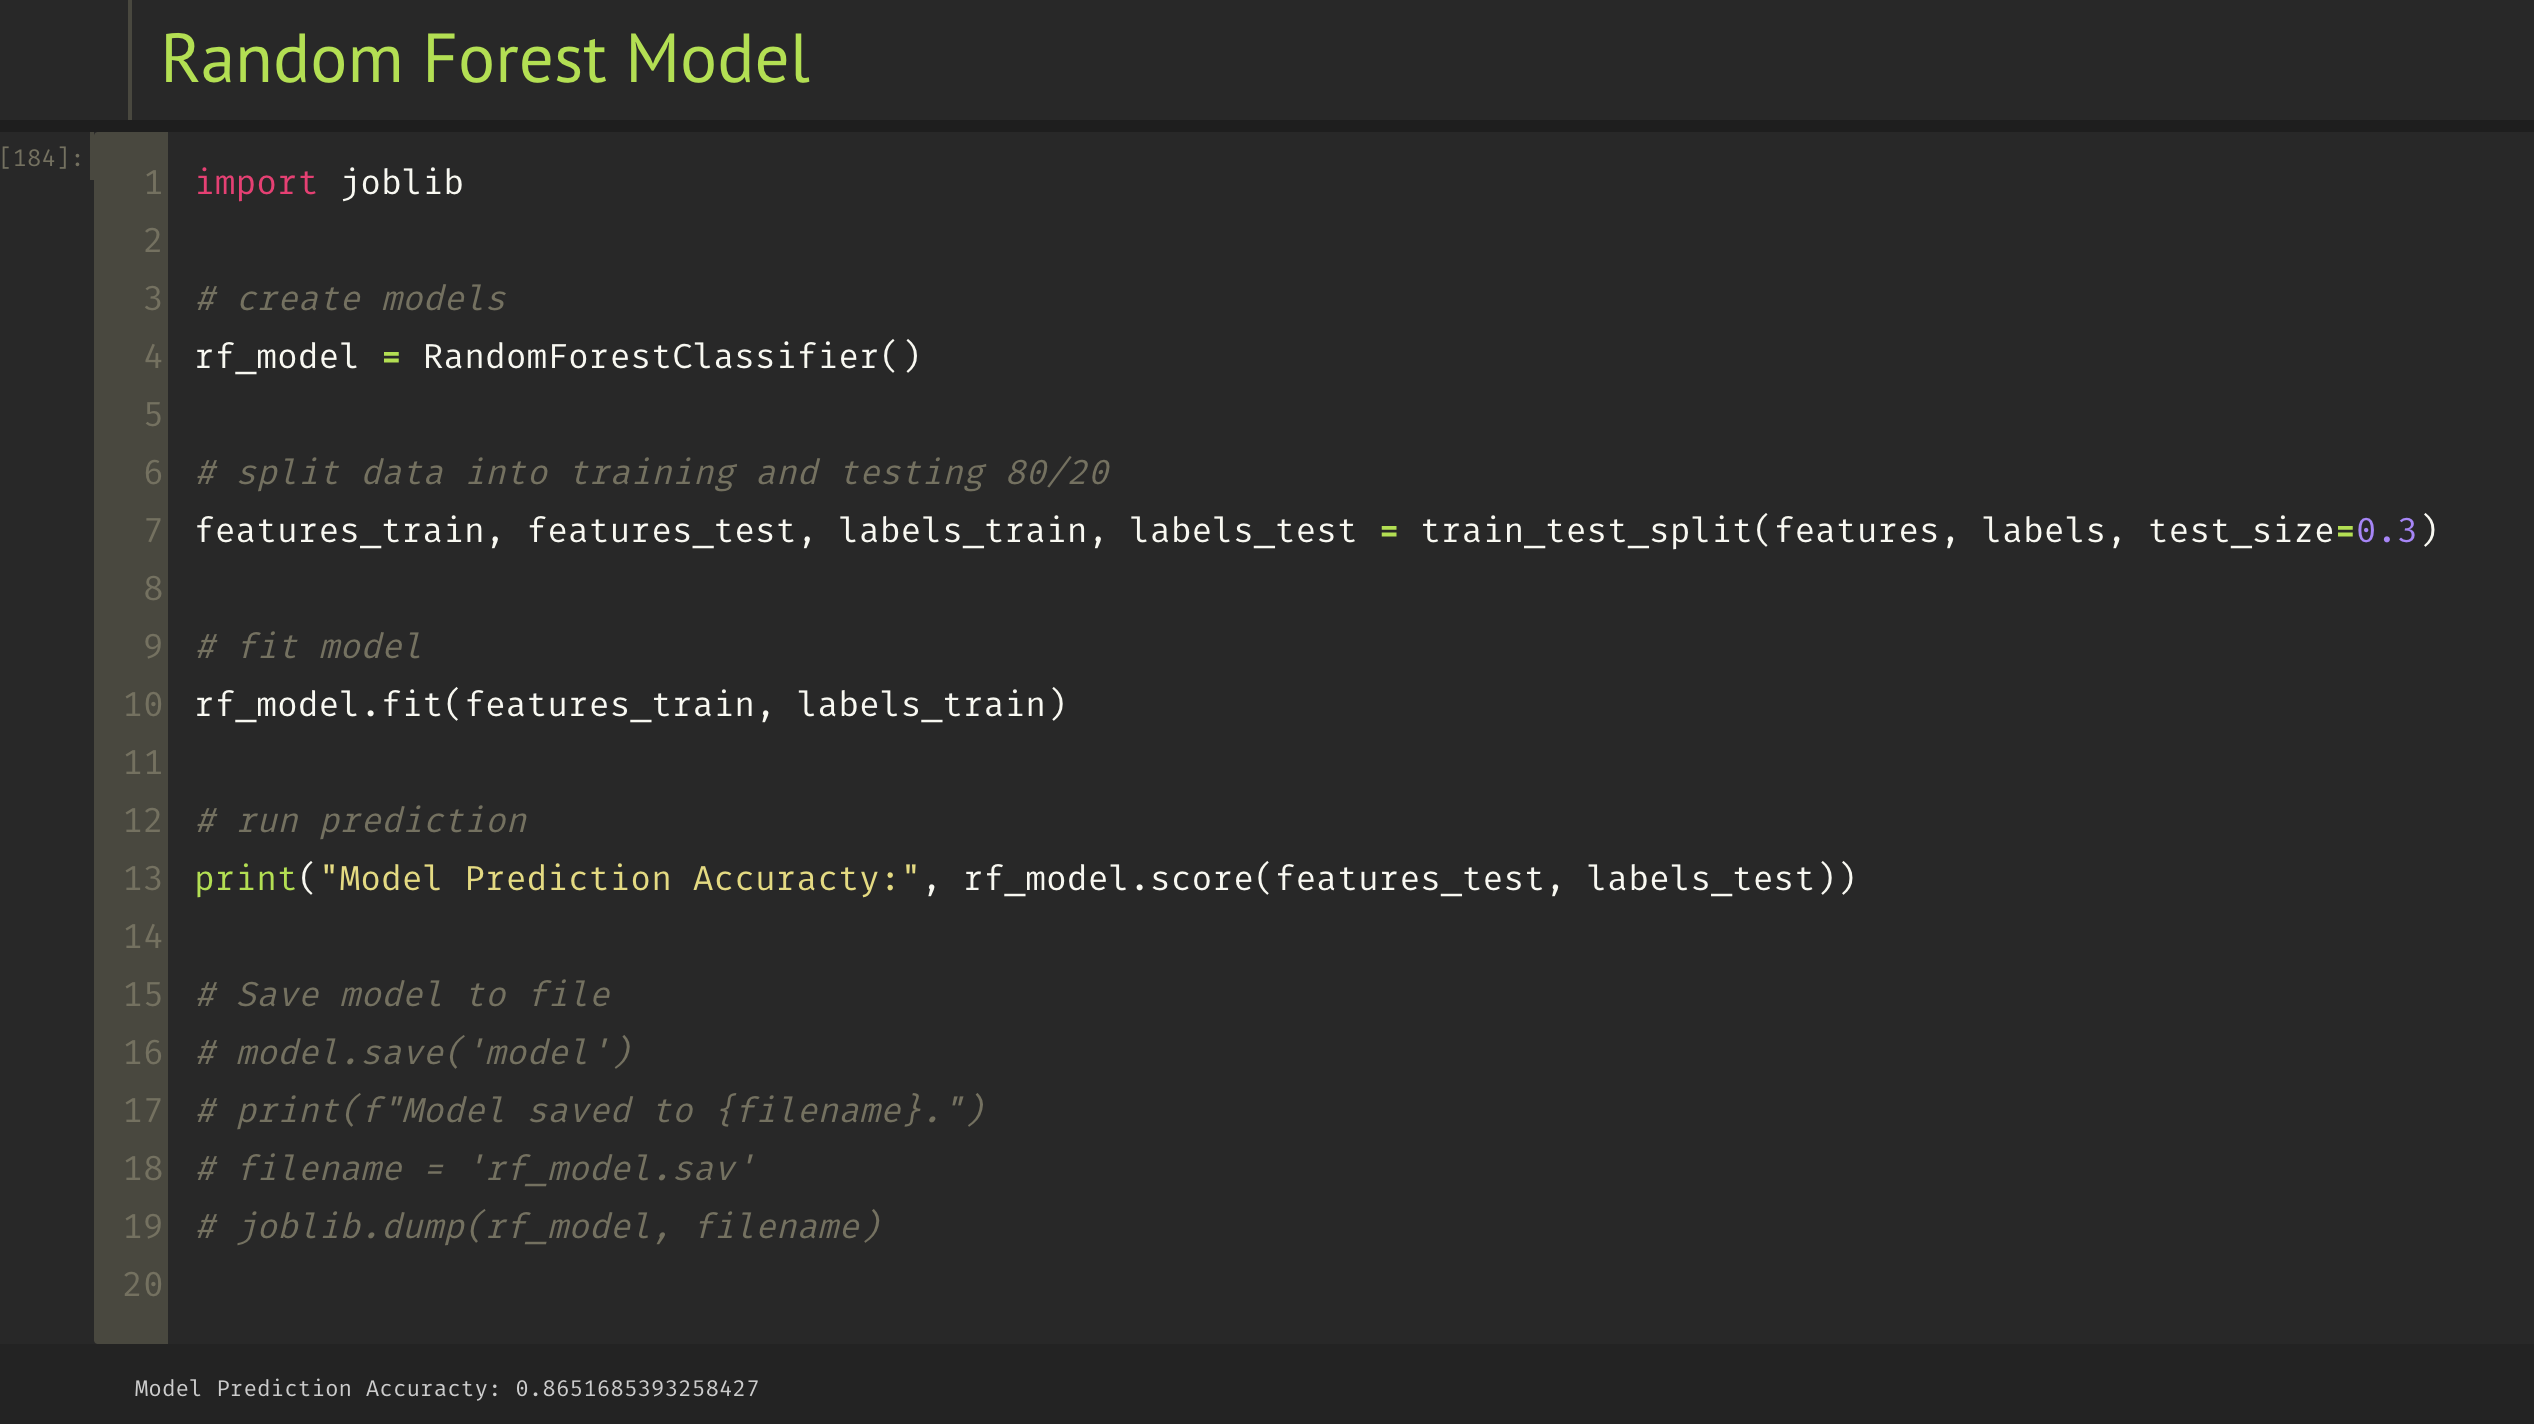 Random Forest Model
[184]:
1 import joblib
2
3 # create models
4 rf_model = RandomForestClassifier()
5
6 # split data into training and testing 80/20
7 features_train, features_test, labels_train, labels_test = train_test_split(features, labels, test_size=0.3)
8
9 # fit model
10 rf_model.fit(features_train, labels_train)
11
12 # run prediction
13 print("Model Prediction Accuracty:", rf_model.score(features_test, labels_test))
14
15 # Save model to file
16 # model.save('model')
17 # print(f"Model saved to {filename}.")
18 # filename = 'rf_model.sav'
19 # joblib.dump(rf_model, filename)
20
Model Prediction Accuracty: 0.8651685393258427